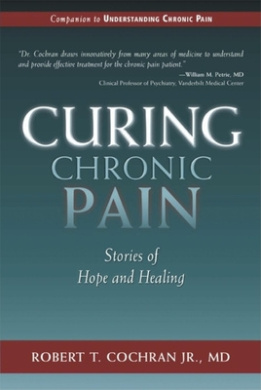 Companion to UNDERSTANDING CHRONIC PAIN
"Dr. Cochran draws innovatively from many areas of medicine to understand
and provide effective treatment for the chronic pain patient."
—William M. Petrie, MD
Clinical Professor of Psychiatry, Vanderbilt Medical Center
CURING
CHRONIC
PAIN
Stories of
Hope and Healing
ROBERT T. COCHRAN JR., MD